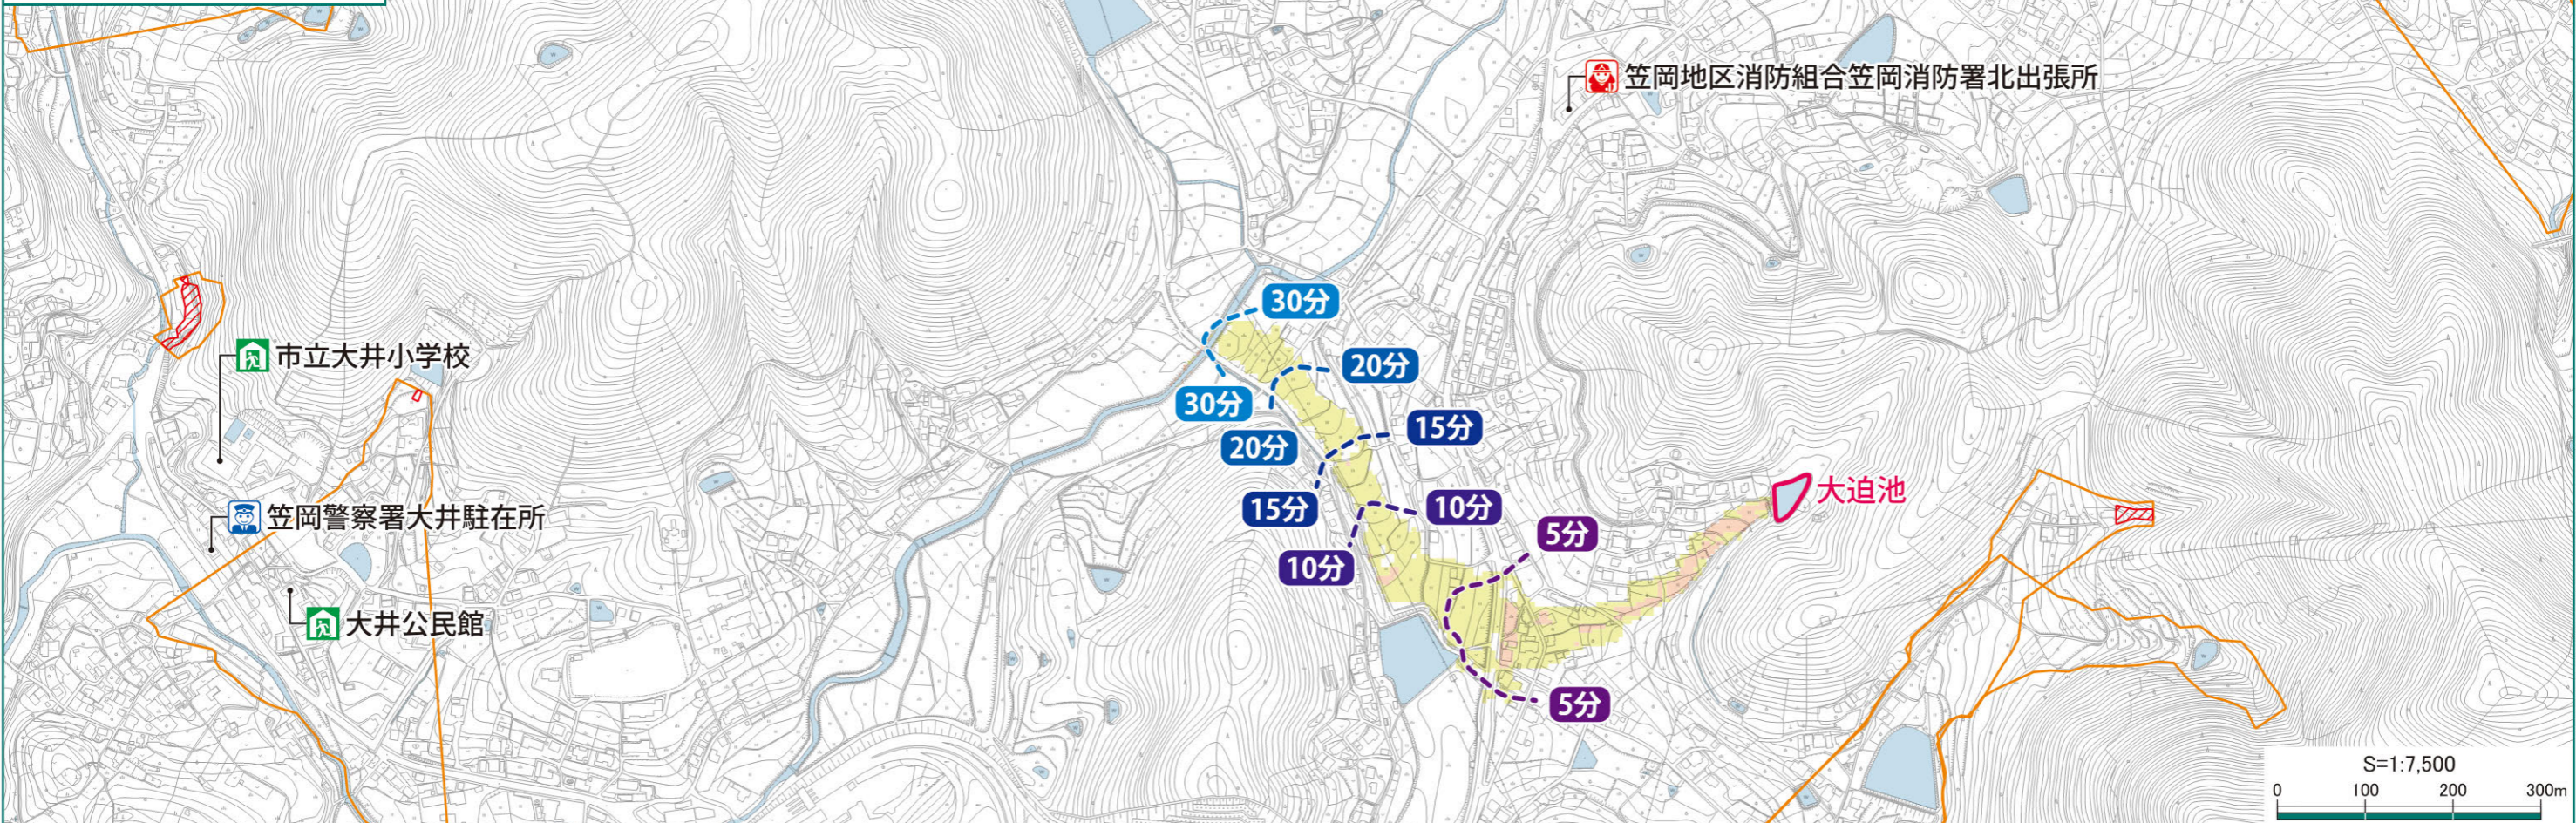 笠岡地区消防組合笠岡消防署北出張所
30分
市立大井小学校
20分
30分
15分
20分
大迫池
15分
10分
笠岡警察署大井駐在所
5分
10分
大井公民館
5分
S=1:7,500
0 100 200 300m